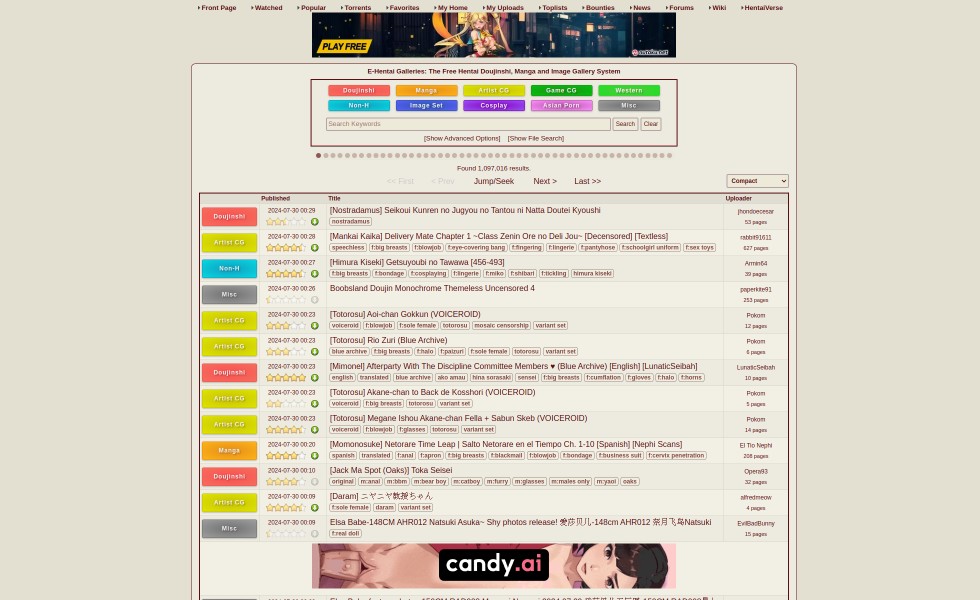 Front Page Watched Popular Torrents Favorites My Home My Uploads Toplists Bounties News Forums Wiki HentaiVerse
PLAY FREE
E-Hentai Galleries: The Free Hentai Doujinshi, Manga and Image Gallery System
Doujinshi Manga Artist CG Game CG Western
Non-H Image Set Cosplay Asian Porn Misc
Search Keywords Search Clear
[Show Advanced Options] [Show File Search]
Found 1,097,016 results.
<< First < Prev Jump/Seek Next > Last >> Compact
Published Title Uploader
Doujinshi 2024-07-30 00:29 [Nostradamus] Seikoui Kunren no Jugyou no Tantou ni Natta Doutei Kyoushi jhondoecesar
nostradamus 53 pages
Artist CG 2024-07-30 00:28 [Mankai Kaika] Delivery Mate Chapter 1 ~Class Zenin Ore no Deli Jou~ [Decensored] [Textless] rabbit91611
speechless f:big breasts f:blowjob f:eye-covering bang f:fingering f:lingerie f:pantyhose f:schoolgirl uniform f:sex toys 627 pages
Non-H 2024-07-30 00:27 [Himura Kiseki] Getsuyoubi no Tawawa [456-493] Armin64
f:big breasts f:bondage f:cosplaying f:lingerie f:miko f:shibari f:tickling himura kiseki 39 pages
Misc 2024-07-30 00:26 Boobsland Doujin Monochrome Themeless Uncensored 4 paperkite91
253 pages
Artist CG 2024-07-30 00:23 [Totorosu] Aoi-chan Gokkun (VOICEROID) Pokom
voiceroid f:blowjob f:sole female totorosu mosaic censorship variant set 12 pages
Artist CG 2024-07-30 00:23 [Totorosu] Rio Zuri (Blue Archive) Pokom
blue archive f:big breasts f:halo f:paizuri f:sole female totorosu variant set 6 pages
Doujinshi 2024-07-30 00:23 [Mimonel] Afterparty With The Discipline Committee Members ♥ (Blue Archive) [English] [LunaticSeibah] LunaticSeibah
english translated blue archive ako amau hina sorasaki sensei f:big breasts f:cumflation f:gloves f:halo f:horns 10 pages
Artist CG 2024-07-30 00:23 [Totorosu] Akane-chan to Back de Kosshori (VOICEROID) Pokom
voiceroid f:big breasts totorosu variant set 5 pages
Artist CG 2024-07-30 00:23 [Totorosu] Megane Ishou Akane-chan Fella + Sabun Skeb (VOICEROID) Pokom
voiceroid f:blowjob f:glasses totorosu variant set 14 pages
Manga 2024-07-30 00:20 [Momonosuke] Netorare Time Leap | Salto Netorare en el Tiempo Ch. 1-10 [Spanish] [Nephi Scans] El Tio Nephi
spanish translated f:anal f:apron f:big breasts f:blackmail f:blowjob f:bondage f:business suit f:cervix penetration 208 pages
Doujinshi 2024-07-30 00:10 [Jack Ma Spot (Oaks)] Toka Seisei Opera93
original m:anal m:bbm m:bear boy m:catboy m:furry m:glasses m:males only m:yaoi oaks 32 pages
Artist CG 2024-07-30 00:09 [Daram] ニヤニヤ教授ちゃん alfredmeow
f:sole female daram variant set 4 pages
Misc 2024-07-30 00:09 Elsa Babe-148CM AHR012 Natsuki Asuka~ Shy photos release! 爱莎贝儿-148cm AHR012 奈月飞鸟Natsuki EvilBadBunny
f:real doll 15 pages
candy.ai